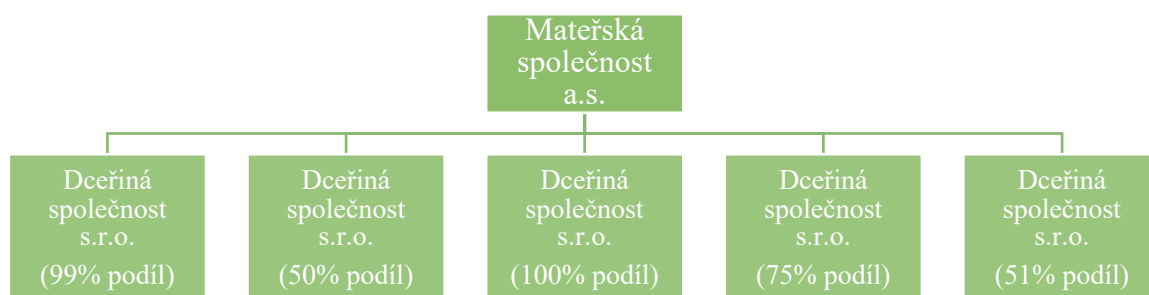 Mateřská
společnost
a.s.
Dceřiná
společnost
s.r.o.
(99% podíl)
Dceřiná
společnost
s.r.o.
(50% podíl)
Dceřiná
společnost
s.r.o.
(100% podíl)
Dceřiná
společnost
s.r.o.
(75% podíl)
Dceřiná
společnost
s.r.o.
(51% podíl)